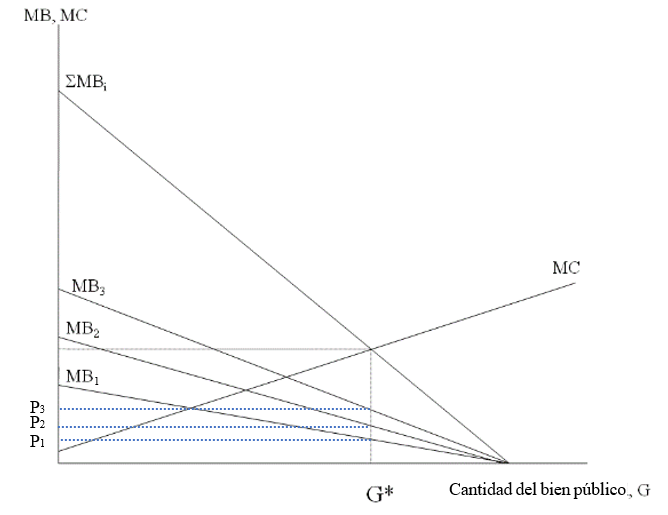 MB, MC
ΣMBi
MC
MB3
MB2
MB1
P3
P2
P1
G*
Cantidad del bien público., G